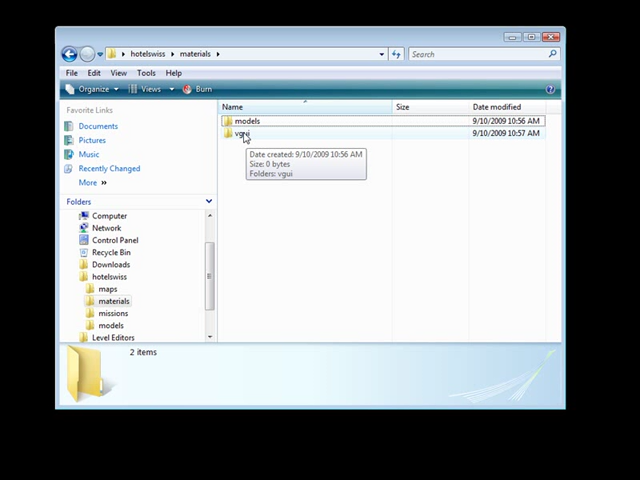 hotelswiss
materials
Search
File Edit View Tools Help
Organize Views Burn
Favorite Links
Documents
Pictures
Music
Recently Changed
More »
Folders
Computer
Network
Control Panel
Recycle Bin
Downloads
hotelswiss
maps
materials
missions
models
Level Editors
Name Size Date modified
models 9/10/2009 10:56 AM
vgui 9/10/2009 10:57 AM
Date created: 9/10/2009 10:56 AM
Size: 0 bytes
Folders: vgui
2 items